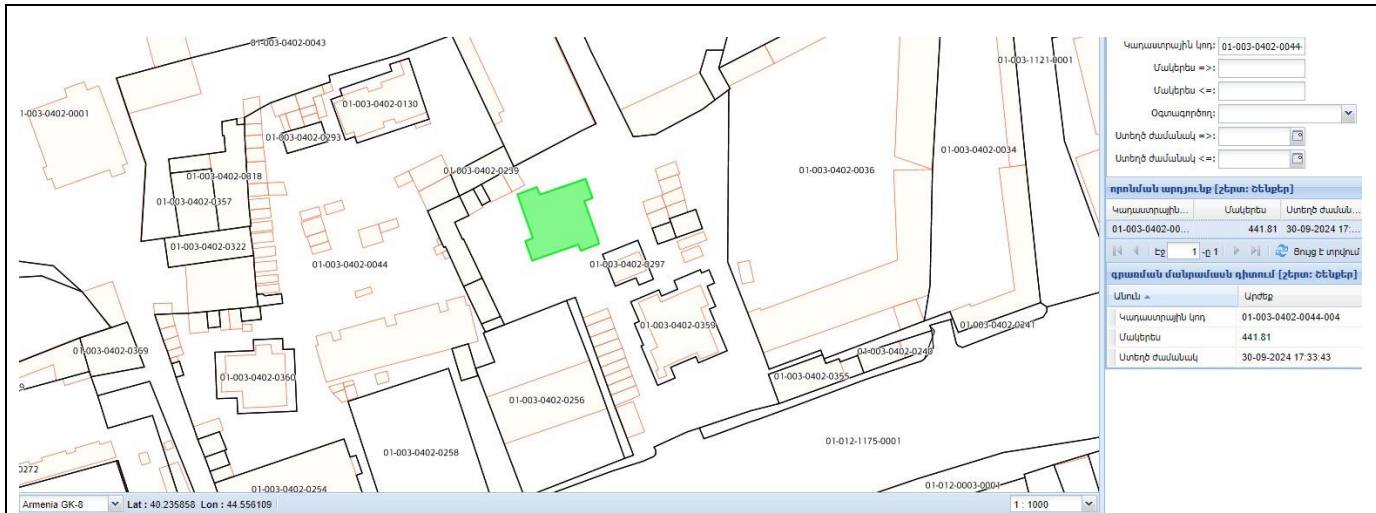 01-003-0402-0043
1-003-0402-0001
01-003-0402-0130
01-003-0402-0293
01-003-0402-0318
01-003-0402-0357
01-003-0402-0322
01-003-0402-0239
01-003-0402-0044
01-003-0402-0297
01-003-0402-0359
01-003-0402-0036
01-003-1121-0001
01-003-0402-0034
01-003-0402-0241
01-003-0402-0240
01-003-0402-0355
01-003-0402-0369
01-003-0402-0360
01-003-0402-0256
01-003-0402-0258
01-003-0402-0254
0272
01-012-1175-0001
01-012-0003-0001
Armenia GK-8 Lat : 40.235858 Lon : 44.556109
1 : 1000
Կադաստրային կոդ: 01-003-0402-0044-
Մակերես =>:
Մակերես <=:
Օգտագործող:
Ստեղծ ժամանակ =>:
Ստեղծ ժամանակ <=:
որոնման արդյունք [շերտ: Շենքեր]
Կադաստրային... Մակերես Ստեղծ ժաման...
01-003-0402-00... 441.81 30-09-2024 17:...
Էջ 1 -ը 1 Ցույց է տրվում
գրառման մանրամասն դիտում [շերտ: Շենքեր]
Անուն Արժեք
Կադաստրային կոդ 01-003-0402-0044-004
Մակերես 441.81
Ստեղծ ժամանակ 30-09-2024 17:33:43